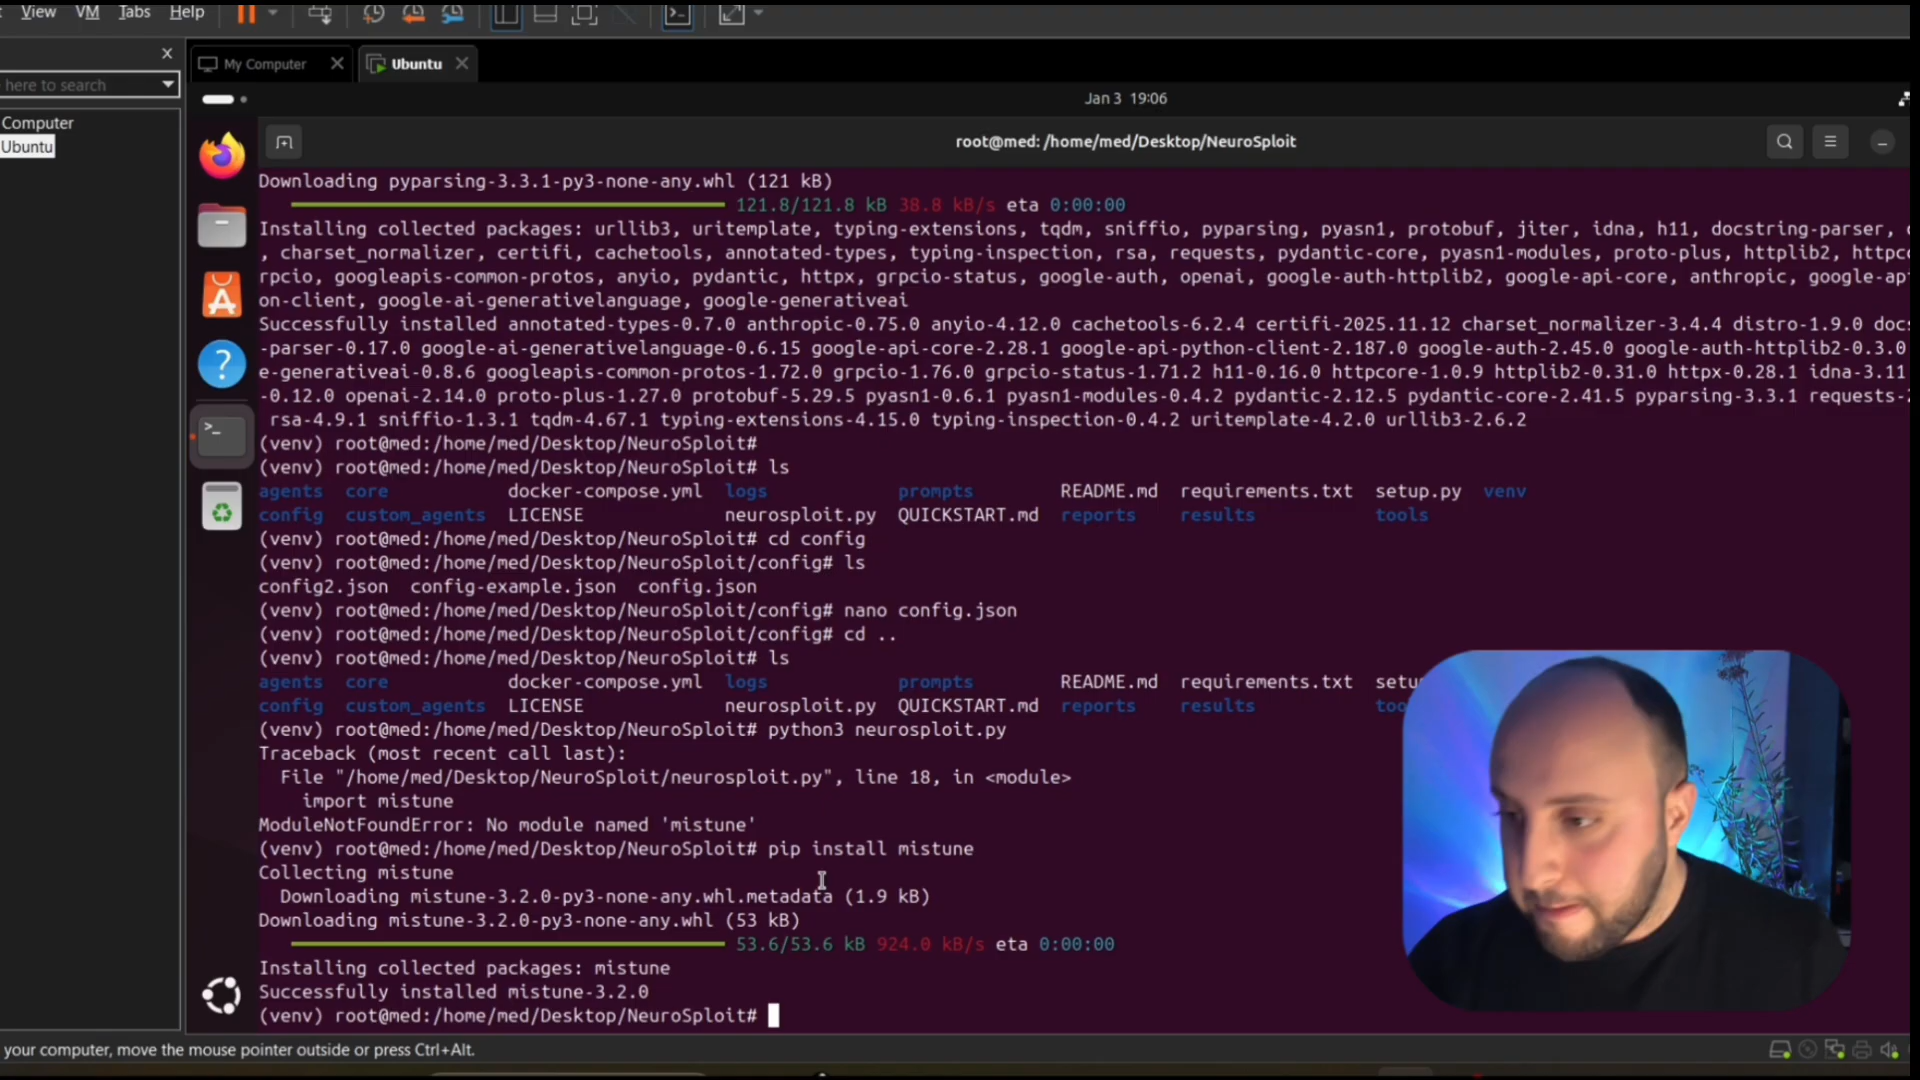 View VM Tabs Help
here to search
Computer
Ubuntu
My Computer
Ubuntu
Jan 3 19:06
root@med: /home/med/Desktop/NeuroSploit
Downloading pyparsing-3.3.1-py3-none-any.whl (121 kB)
121.8/121.8 kB 38.8 kB/s eta 0:00:00
Installing collected packages: urllib3, uritemplate, typing-extensions, tqdm, sniffio, pyparsing, pyasn1, protobuf, jiter, idna, h11, docstring-parser,
, charset_normalizer, certifi, cachetools, annotated-types, typing-inspection, rsa, requests, pydantic-core, pyasn1-modules, proto-plus, httplib2, httpc
rpcio, googleapis-common-protos, anyio, pydantic, httpx, grpcio-status, google-auth, openai, google-auth-httplib2, google-api-core, anthropic, google-ap
on-client, google-ai-generativelanguage, google-generativeai
Successfully installed annotated-types-0.7.0 anthropic-0.75.0 anyio-4.12.0 cachetools-6.2.4 certifi-2025.11.12 charset_normalizer-3.4.4 distro-1.9.0 docs
-parser-0.17.0 google-ai-generativelanguage-0.6.15 google-api-core-2.28.1 google-api-python-client-2.187.0 google-auth-2.45.0 google-auth-httplib2-0.3.0
e-generativeai-0.8.6 googleapis-common-protos-1.72.0 grpcio-1.76.0 grpcio-status-1.71.2 h11-0.16.0 httpcore-1.0.9 httplib2-0.31.0 httpx-0.28.1 idna-3.11
-0.12.0 openai-2.14.0 proto-plus-1.27.0 protobuf-5.29.5 pyasn1-0.6.1 pyasn1-modules-0.4.2 pydantic-2.12.5 pydantic-core-2.41.5 pyparsing-3.3.1 requests-2
rsa-4.9.1 sniffio-1.3.1 tqdm-4.67.1 typing-extensions-4.15.0 typing-inspection-0.4.2 uritemplate-4.2.0 urllib3-2.6.2
(venv) root@med:/home/med/Desktop/NeuroSploit#
(venv) root@med:/home/med/Desktop/NeuroSploit# ls
agents core docker-compose.yml logs prompts README.md requirements.txt setup.py venv
config custom_agents LICENSE neurosploit.py QUICKSTART.md reports results tools
(venv) root@med:/home/med/Desktop/NeuroSploit# cd config
(venv) root@med:/home/med/Desktop/NeuroSploit/config# ls
config2.json config-example.json config.json
(venv) root@med:/home/med/Desktop/NeuroSploit/config# nano config.json
(venv) root@med:/home/med/Desktop/NeuroSploit/config# cd ..
(venv) root@med:/home/med/Desktop/NeuroSploit# ls
agents core docker-compose.yml logs prompts README.md requirements.txt setu
config custom_agents LICENSE neurosploit.py QUICKSTART.md reports results too
(venv) root@med:/home/med/Desktop/NeuroSploit# python3 neurosploit.py
Traceback (most recent call last):
File "/home/med/Desktop/NeuroSploit/neurosploit.py", line 18, in <module>
import mistune
ModuleNotFoundError: No module named 'mistune'
(venv) root@med:/home/med/Desktop/NeuroSploit# pip install mistune
Collecting mistune
Downloading mistune-3.2.0-py3-none-any.whl.metadata (1.9 kB)
Downloading mistune-3.2.0-py3-none-any.whl (53 kB)
53.6/53.6 kB 924.0 kB/s eta 0:00:00
Installing collected packages: mistune
Successfully installed mistune-3.2.0
(venv) root@med:/home/med/Desktop/NeuroSploit#
your computer, move the mouse pointer outside or press Ctrl+Alt.